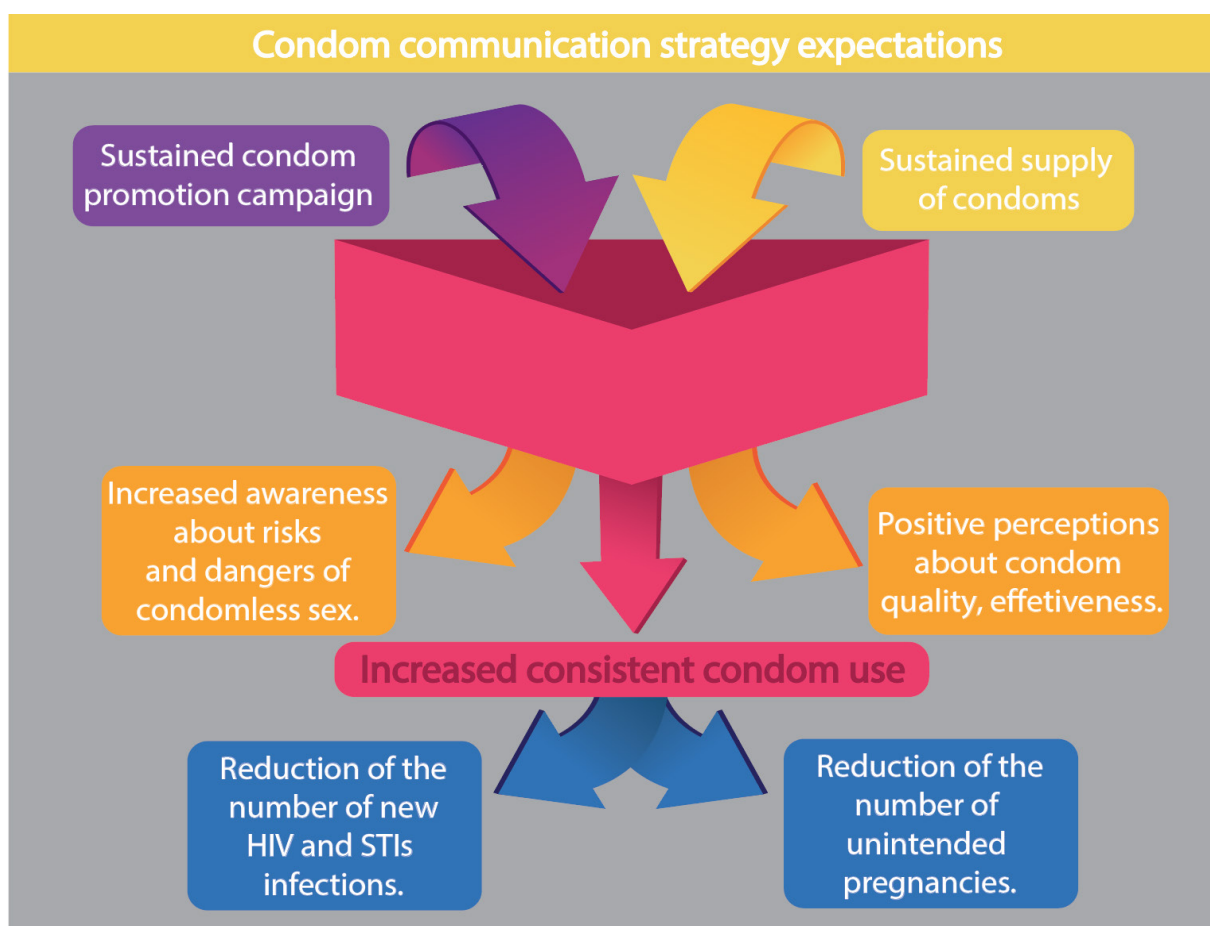 Condom communication strategy expectations
Sustained condom
promotion campaign
Sustained supply
of condoms
Increased awareness
about risks
and dangers of
condomless sex.
Positive perceptions
about condom
quality, effetiveness.
Increased consistent condom use
Reduction of the
number of new
HIV and STIs
infections.
Reduction of the
number of
unintended
pregnancies.